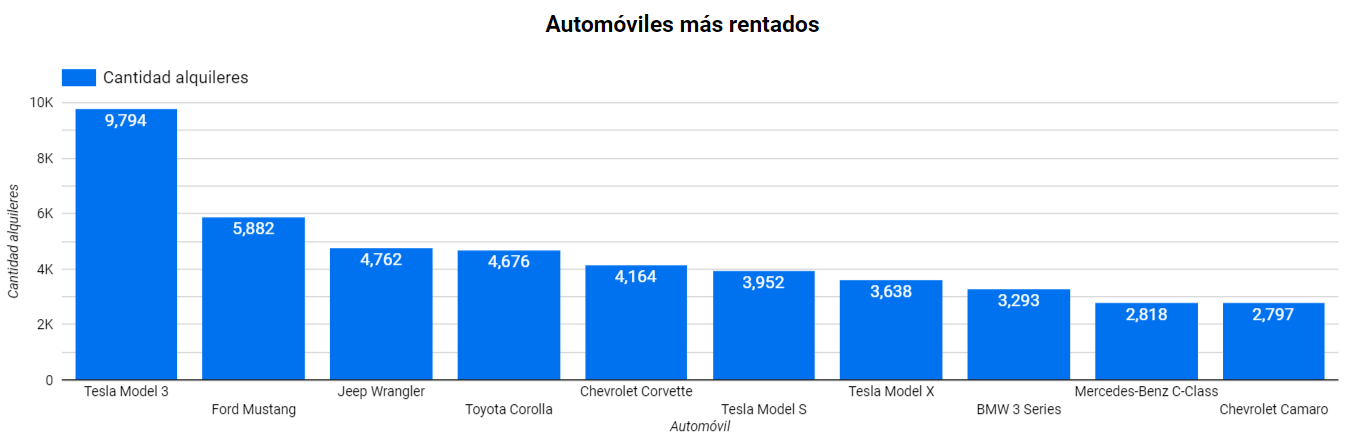 Automóviles más rentados
Cantidad alquileres
10K
8K
6K
4K
2K
0
Cantidad alquileres
9,794
5,882
4,762
4,676
4,164
3,952
3,638
3,293
2,818
2,797
Tesla Model 3
Ford Mustang
Jeep Wrangler
Toyota Corolla
Chevrolet Corvette
Tesla Model S
Tesla Model X
BMW 3 Series
Mercedes-Benz C-Class
Chevrolet Camaro
Automóvil